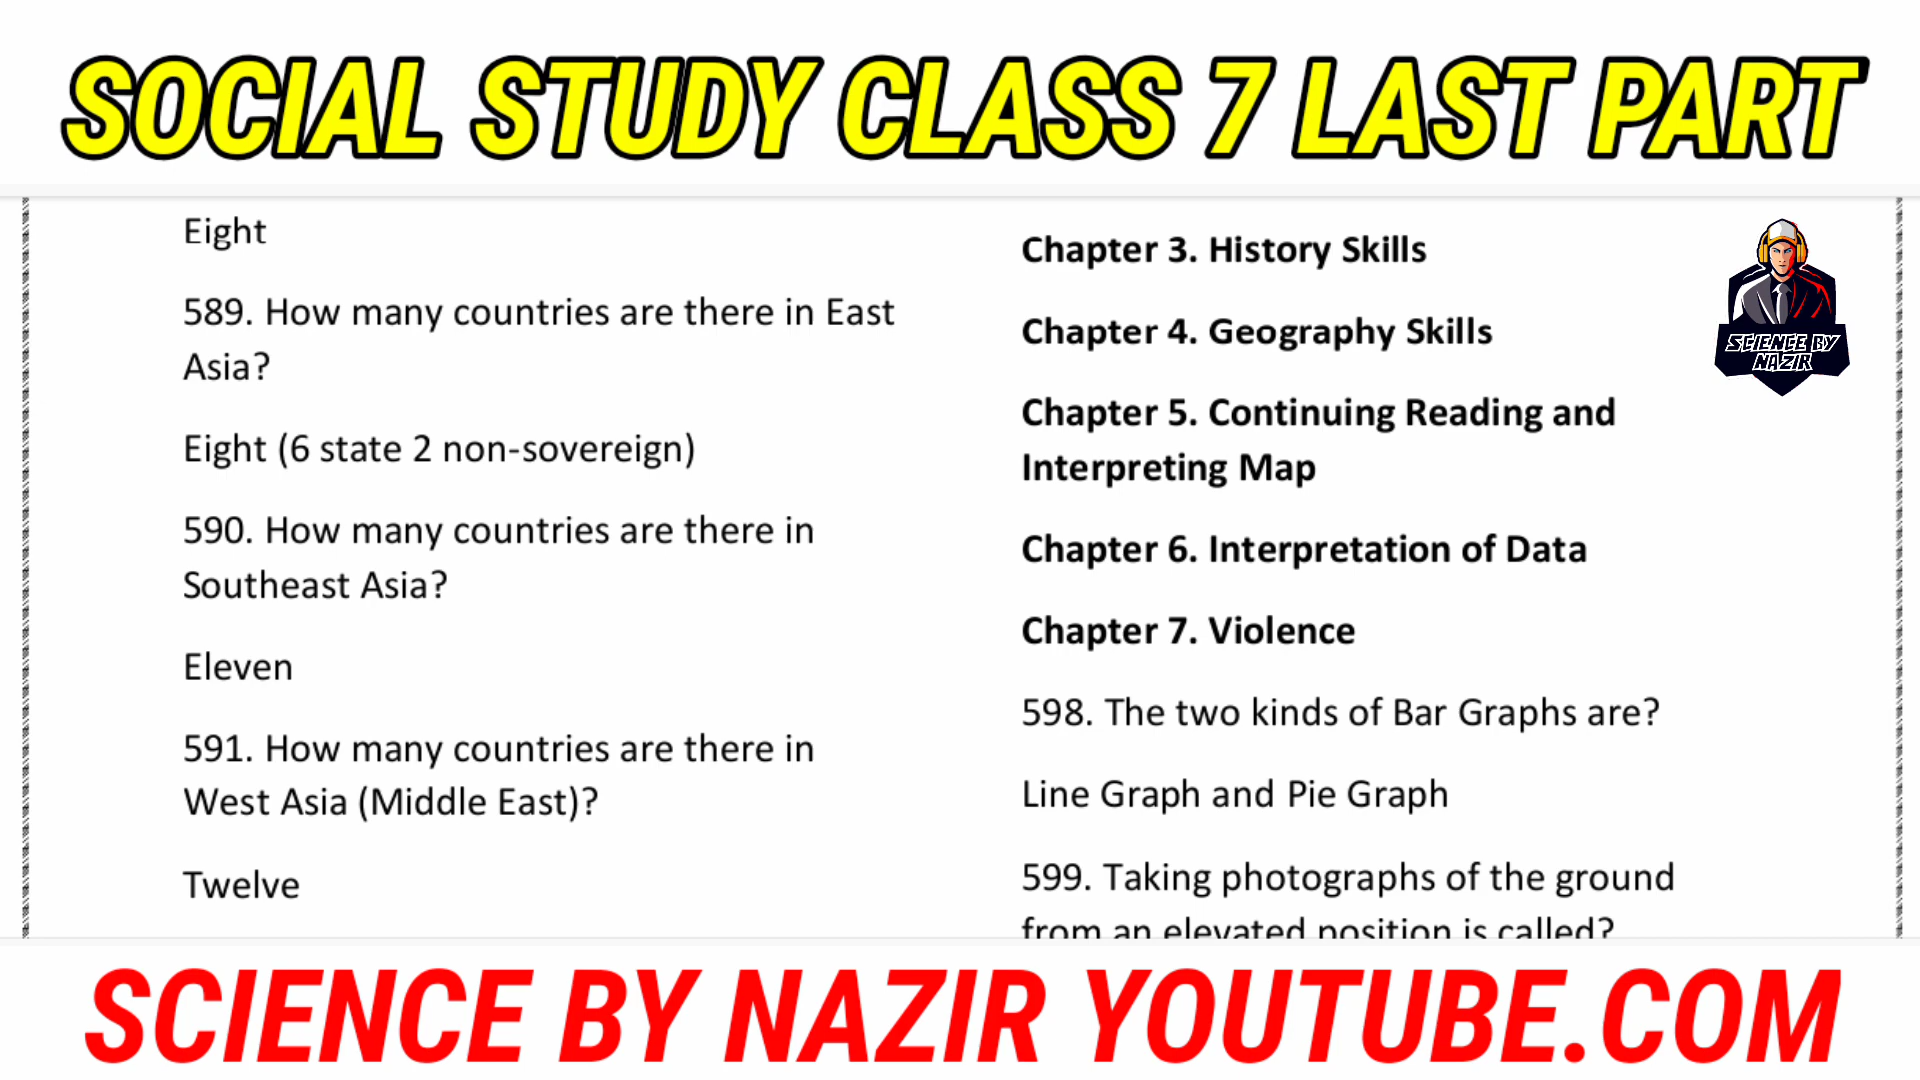 SOCIAL STUDY CLASS 7 LAST PART
Eight
589. How many countries are there in East
Asia?
Eight (6 state 2 non-sovereign)
590. How many countries are there in
Southeast Asia?
Eleven
591. How many countries are there in
West Asia (Middle East)?
Twelve
Chapter 3. History Skills
Chapter 4. Geography Skills
Chapter 5. Continuing Reading and
Interpreting Map
Chapter 6. Interpretation of Data
Chapter 7. Violence
598. The two kinds of Bar Graphs are?
Line Graph and Pie Graph
599. Taking photographs of the ground
from an elevated position is called?
SCIENCE BY
NAZIR
SCIENCE BY NAZIR YOUTUBE.COM